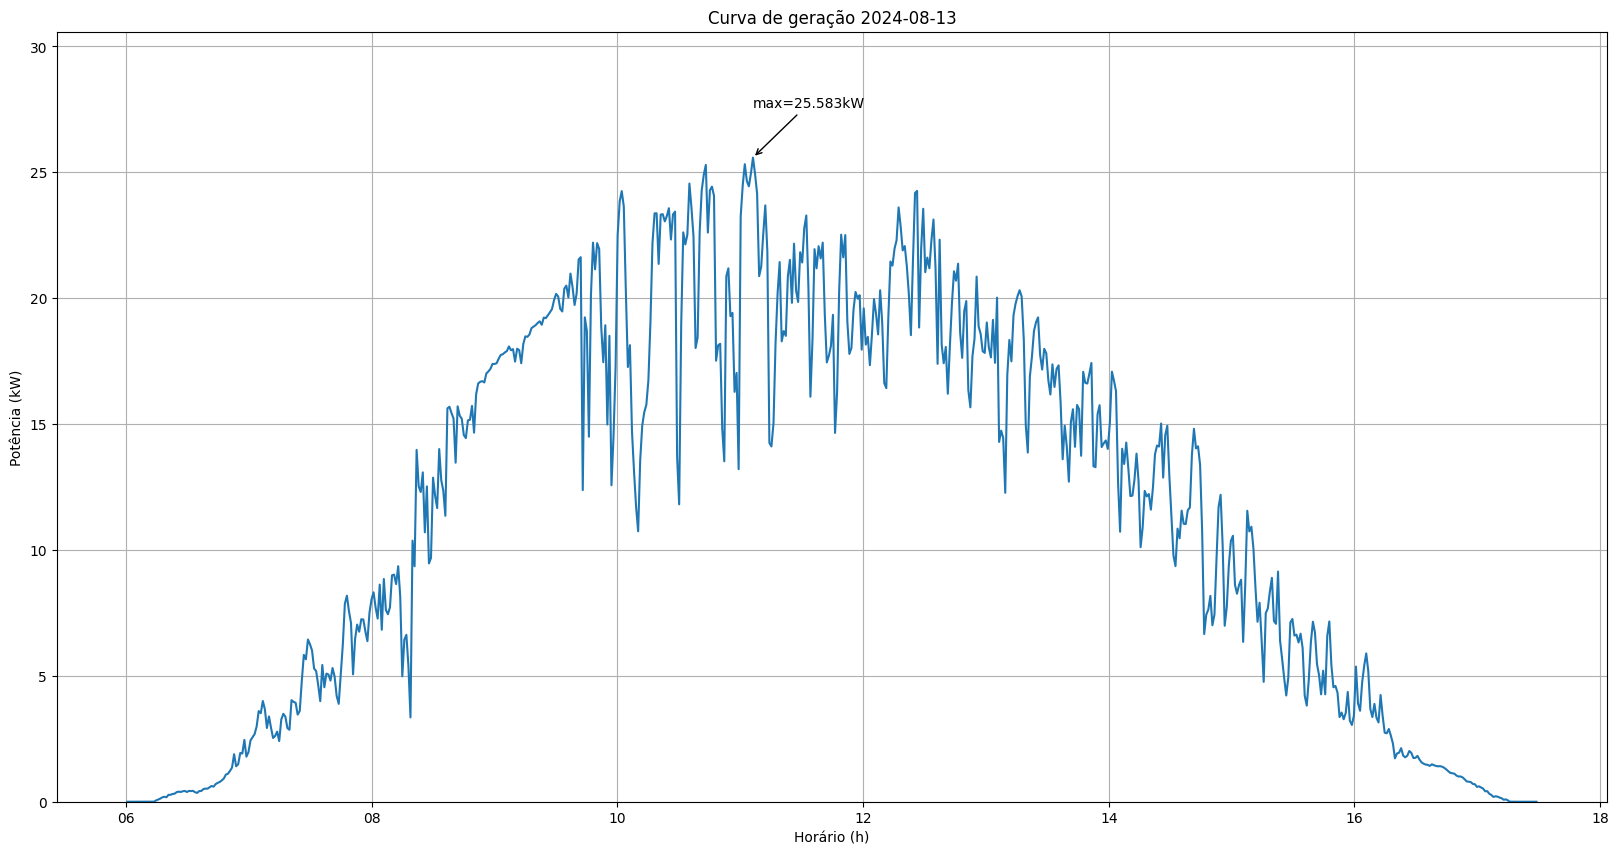 Curva de geração 2024-08-13
30
max=25.583kW
25
20
15
10
5
0
Potência (kW)
06 08 10 12 14 16 18
Horário (h)